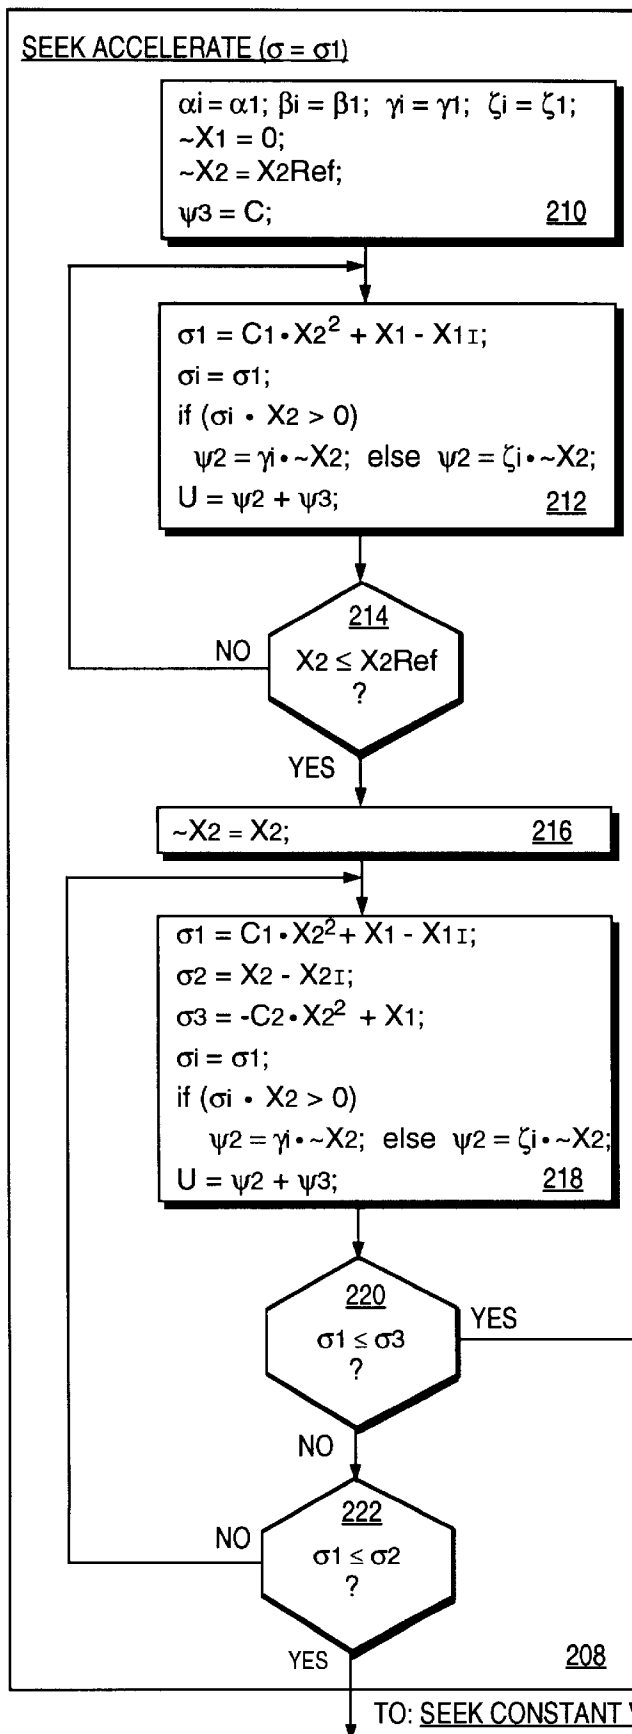 SEEK ACCELERATE (σ = σ1)
αi = α1; βi = β1; γi = γ1; ζi = ζ1;
~X1 = 0;
~X2 = X2Ref;
ψ3 = C; 210
σ1 = C1•X2² + X1 - X1I;
σi = σ1;
if (σi • X2 > 0)
ψ2 = γi•~X2; else ψ2 = ζi•~X2;
U = ψ2 + ψ3; 212
214
NO
X2 ≤ X2Ref
?
YES
~X2 = X2; 216
σ1 = C1•X2² + X1 - X1I;
σ2 = X2 - X2I;
σ3 = -C2•X2² + X1;
σi = σ1;
if (σi • X2 > 0)
ψ2 = γi•~X2; else ψ2 = ζi•~X2;
U = ψ2 + ψ3; 218
220
YES
σ1 ≤ σ3
?
NO
222
NO
σ1 ≤ σ2
?
YES
208
TO: SEEK CONSTANT